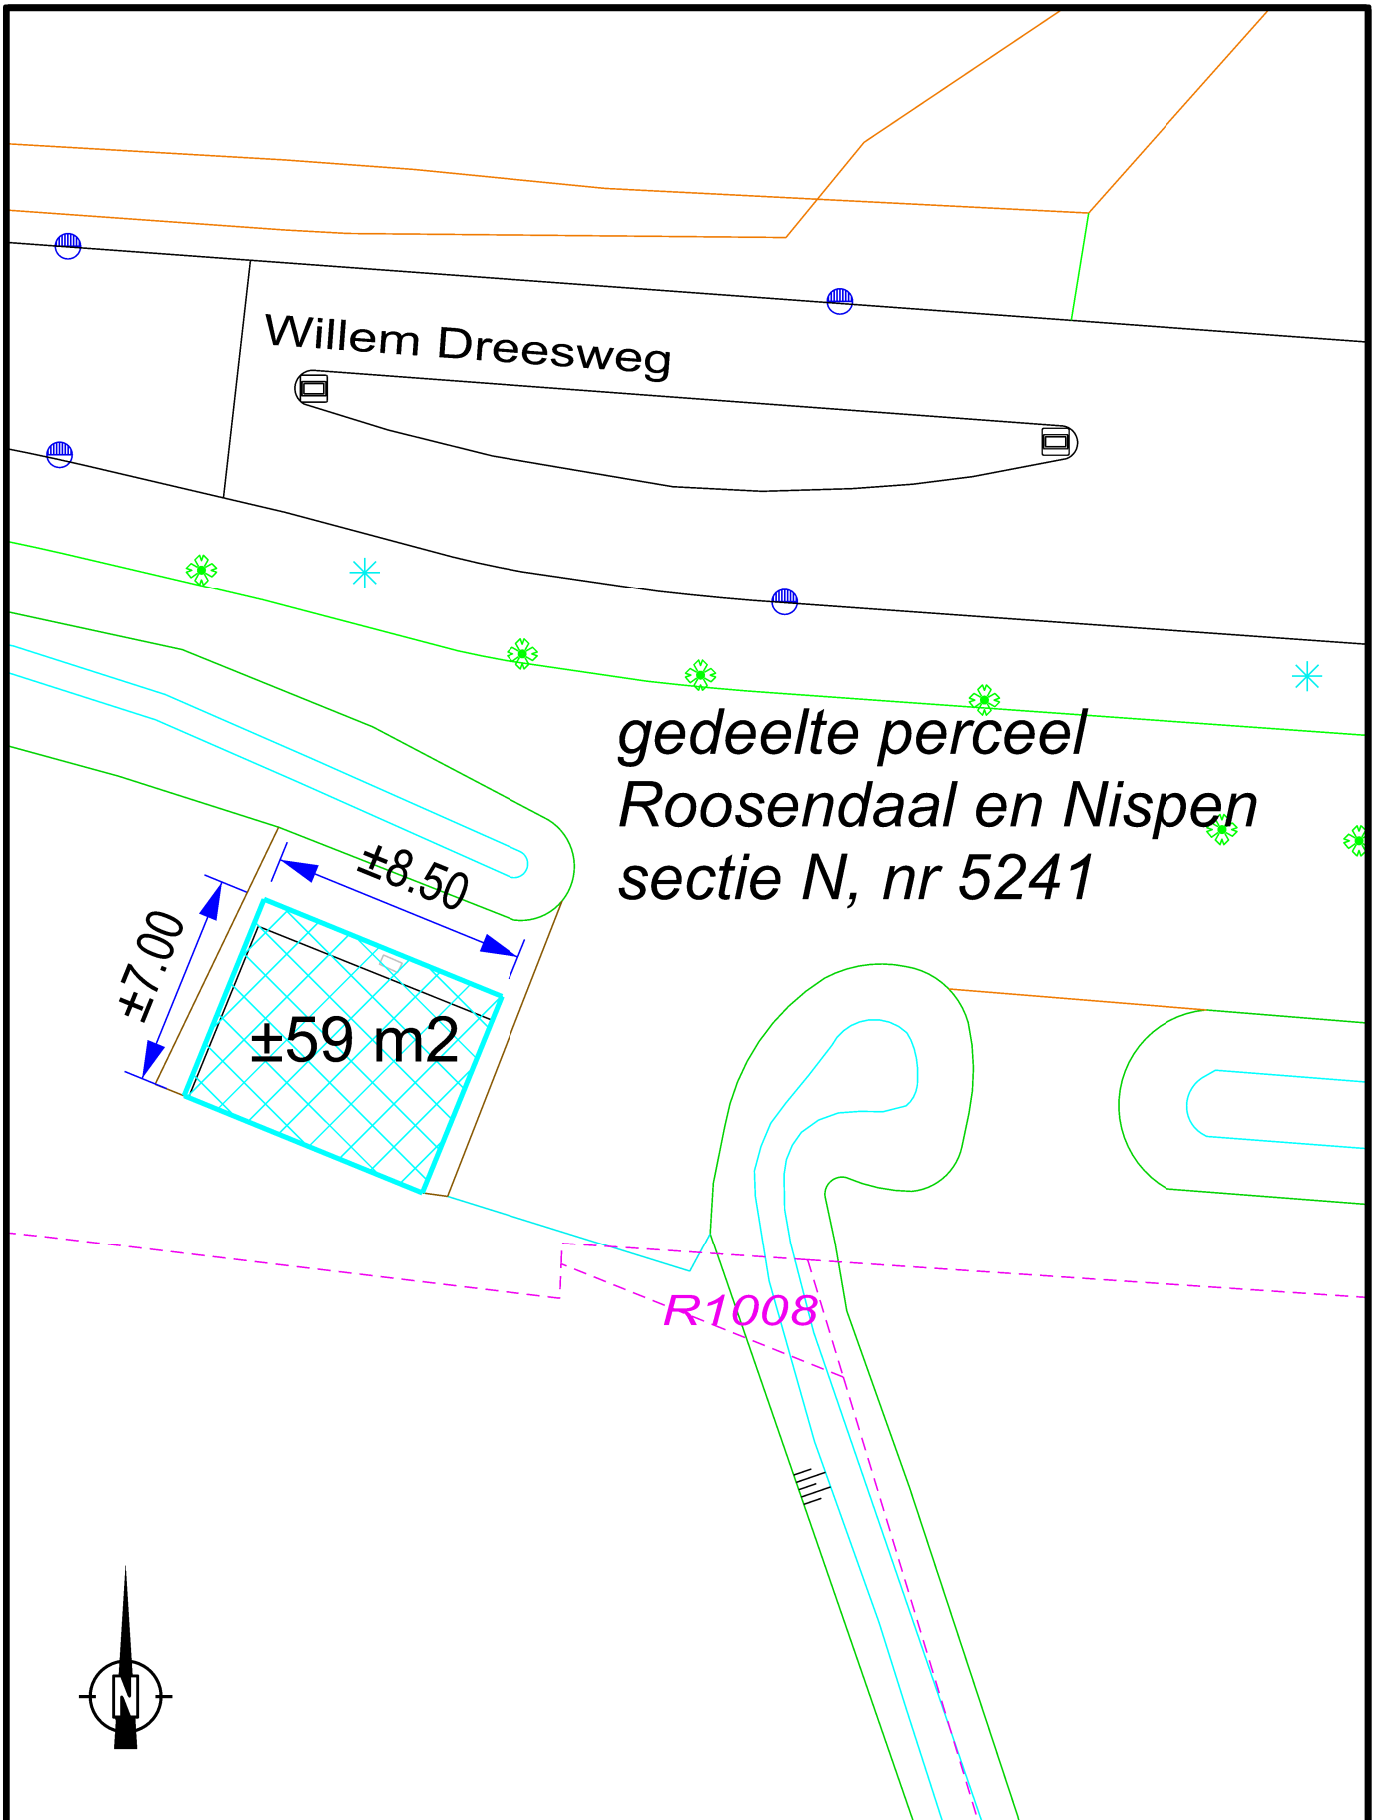 Willem Dreesweg
gedeelte perceel
Roosendaal en Nispen
sectie N, nr 5241
±8.50
±7.00
±59 m2
R1008
N